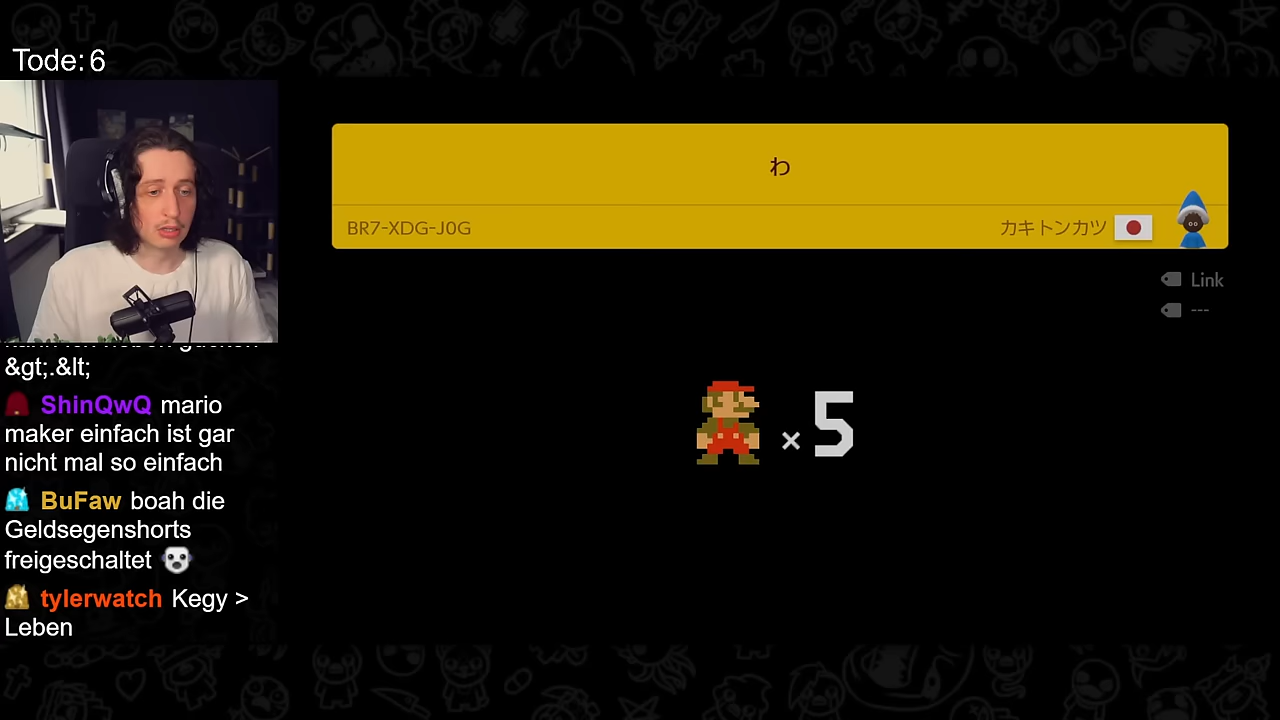 Tode: 6
わ
BR7-XDG-J0G
カキトンカツ
Link
---
× 5
&gt;.&lt;
ShinQwQ mario
maker einfach ist gar
nicht mal so einfach
BuFaw boah die
Geldsegenshorts
freigeschaltet
tylerwatch Kegy >
Leben